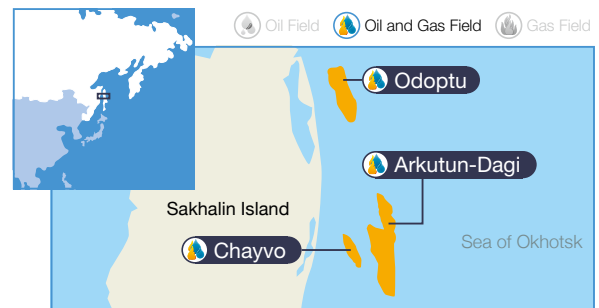 Oil Field Oil and Gas Field Gas Field
Odoptu
Arkutun-Dagi
Sakhalin Island
Chayvo
Sea of Okhotsk